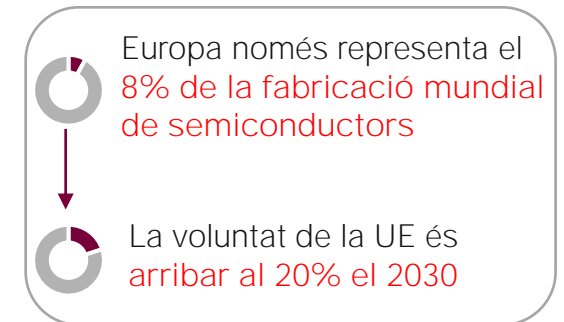 Europa només representa el
8% de la fabricació mundial
de semiconductors
La voluntat de la UE és
arribar al 20% el 2030